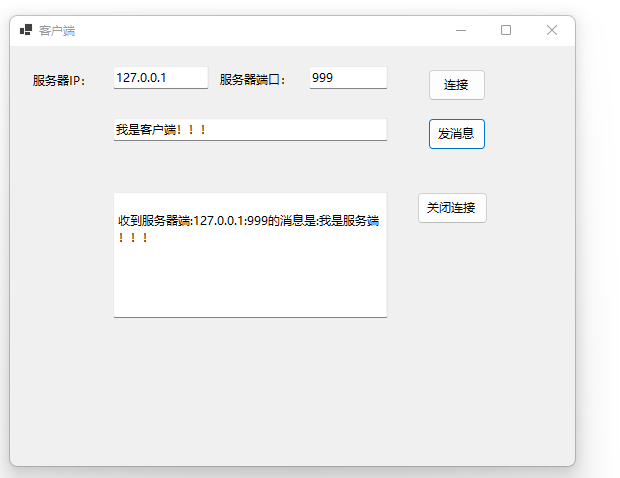 客户端
服务器IP: 127.0.0.1 服务器端口: 999 连接
我是客户端！！！ 发消息
收到服务器端:127.0.0.1:999的消息是:我是服务端
！！！
关闭连接